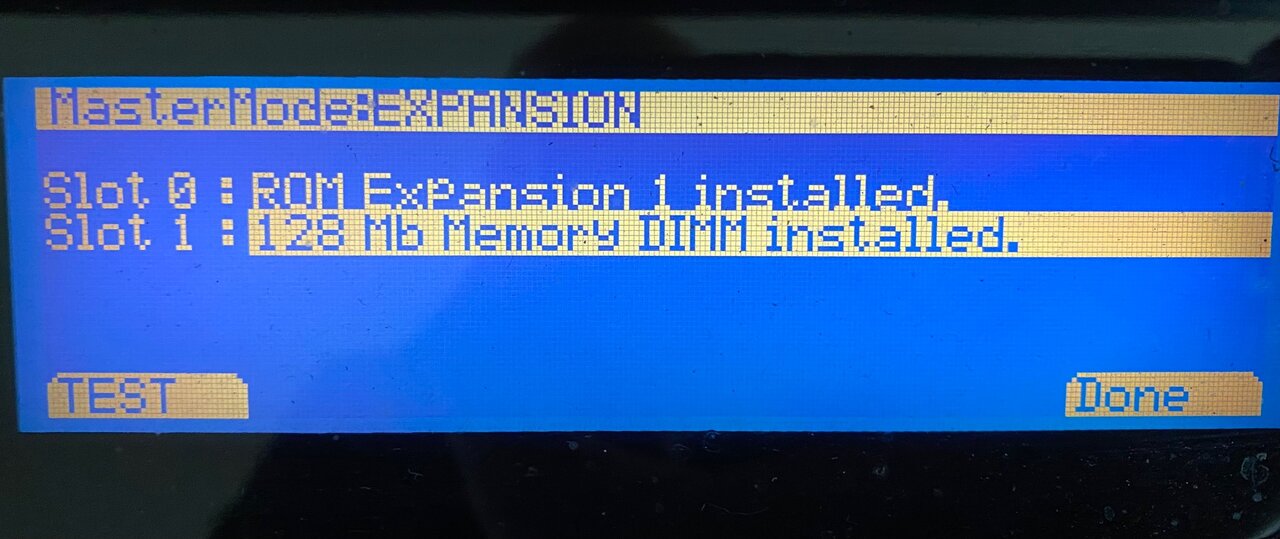 MasterMode:EXPANSION
Slot 0 : ROM Expansion 1 installed.
Slot 1 : 128 Mb Memory DIMM installed.
TEST Done